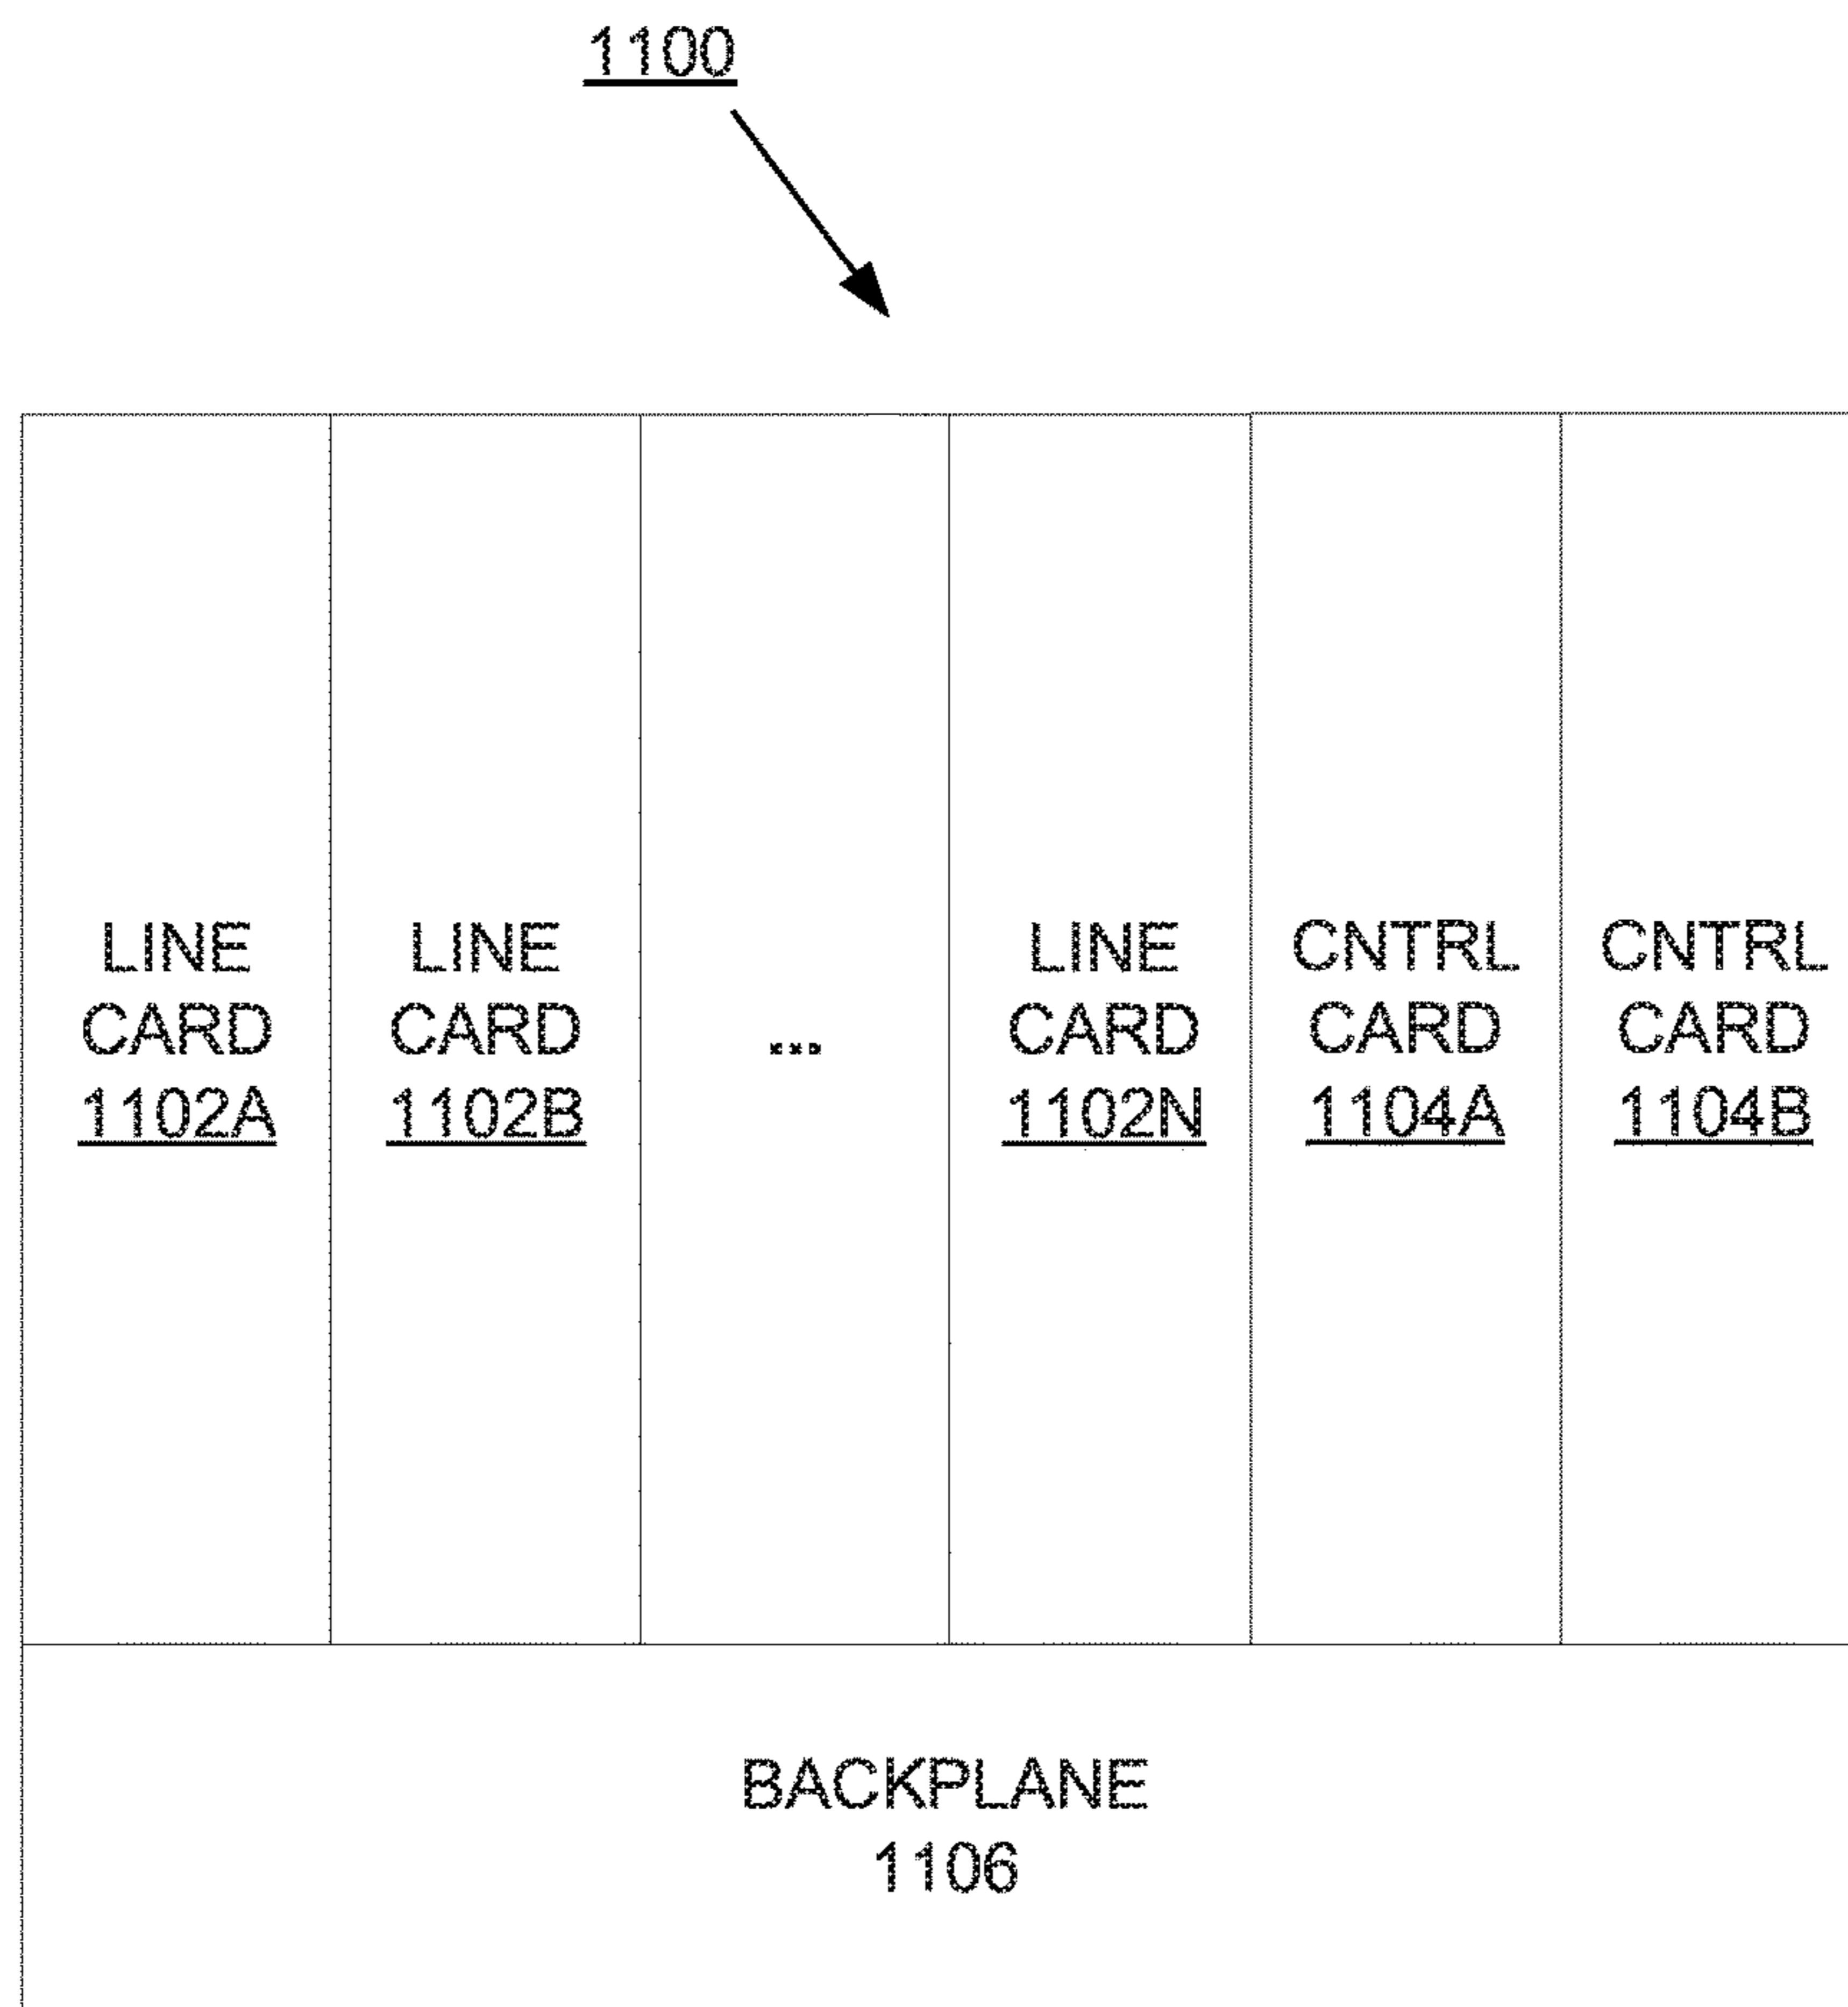 1100
LINE
CARD
1102A
LINE
CARD
1102B
...
LINE
CARD
1102N
CNTRL
CARD
1104A
CNTRL
CARD
1104B
BACKPLANE
1106